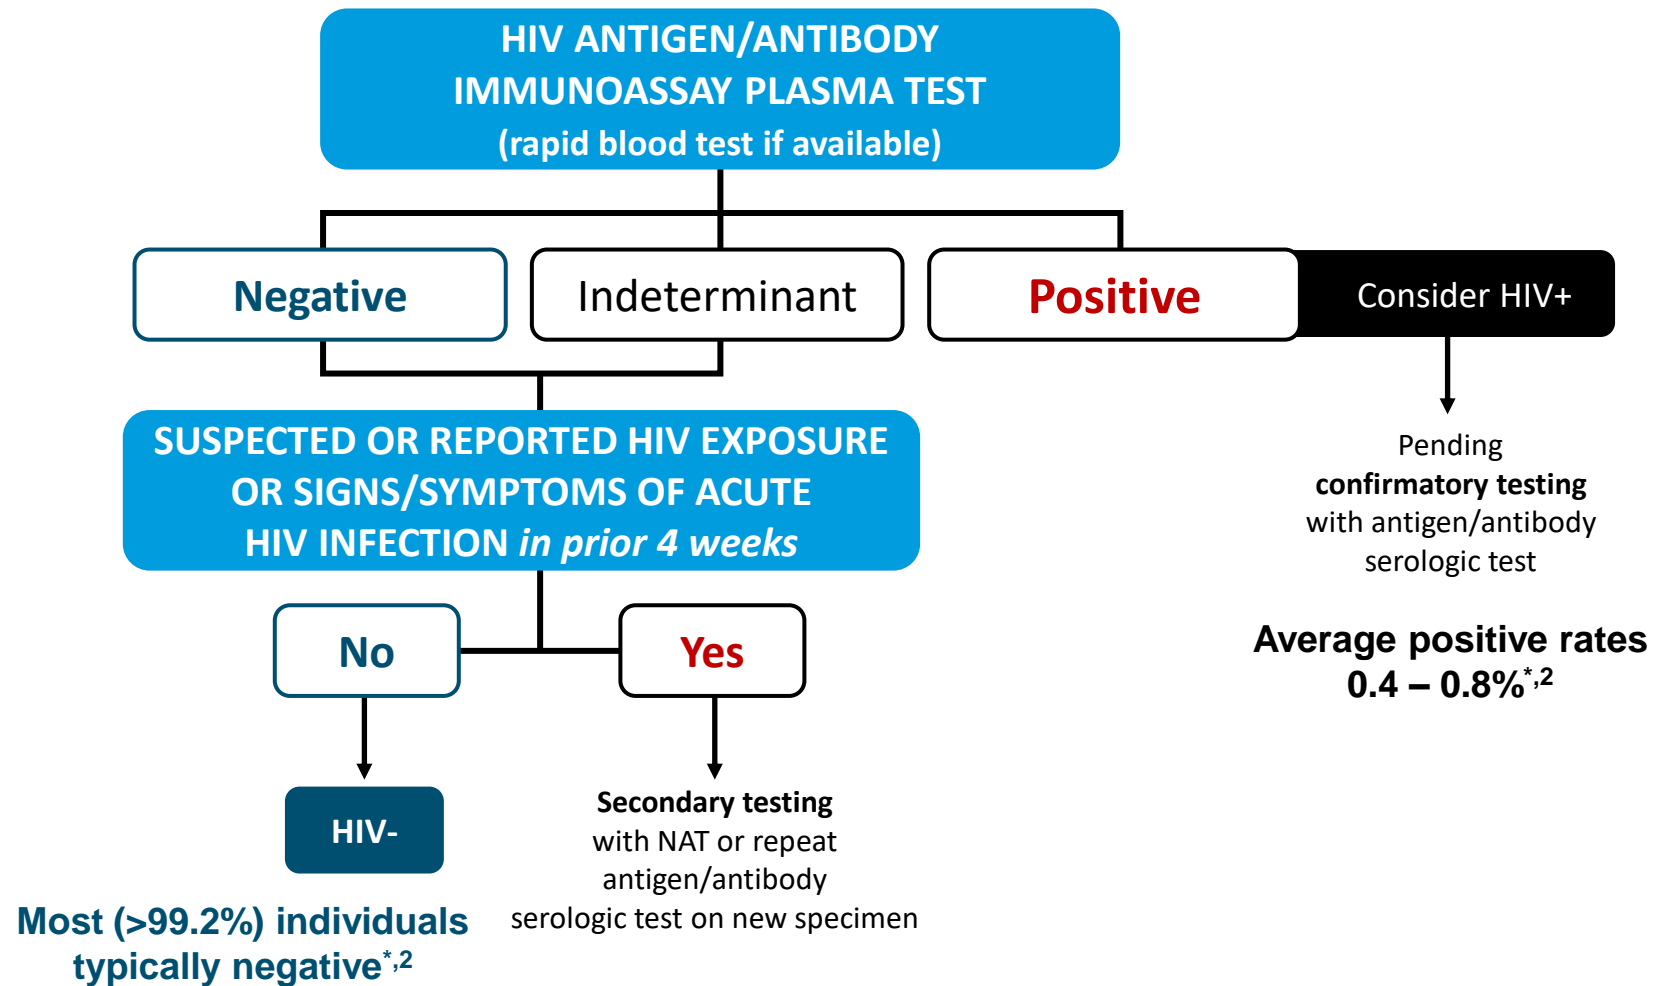 HIV ANTIGEN/ANTIBODY
IMMUNOASSAY PLASMA TEST
(rapid blood test if available)
Negative
Indeterminant
Positive
Consider HIV+
SUSPECTED OR REPORTED HIV EXPOSURE
OR SIGNS/SYMPTOMS OF ACUTE
HIV INFECTION in prior 4 weeks
Pending
confirmatory testing
with antigen/antibody
serologic test
No
Yes
Average positive rates
0.4 – 0.8%*,2
HIV-
Secondary testing
with NAT or repeat
antigen/antibody
serologic test on new specimen
Most (>99.2%) individuals
typically negative*,2